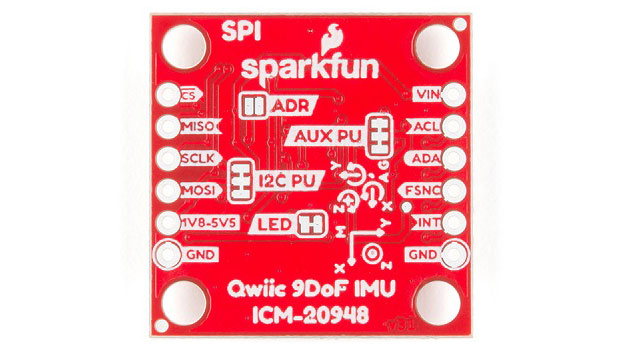 SPI
sparkfun
CS
VIN
ADR
MISO
AUX PU
ACL
SCLK
ADA
Y
A
G
I2C PU
MOSI
FSNC
Z
X
1V8-5V5
LED
M
Y
INT
GND
X
Z
GND
Qwiic 9DoF IMU
ICM-20948